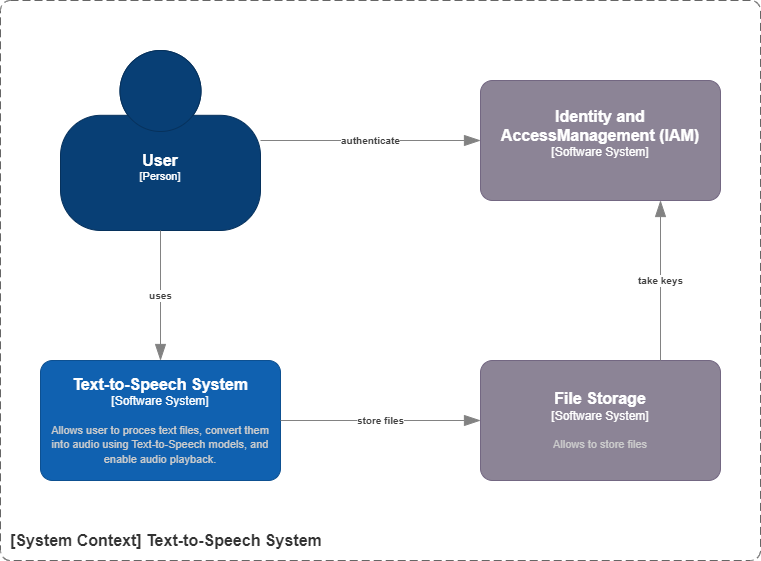 User
[Person]
authenticate
Identity and
AccessManagement (IAM)
[Software System]
uses
take keys
Text-to-Speech System
[Software System]
Allows user to proces text files, convert them
into audio using Text-to-Speech models, and
enable audio playback.
store files
File Storage
[Software System]
Allows to store files
[System Context] Text-to-Speech System